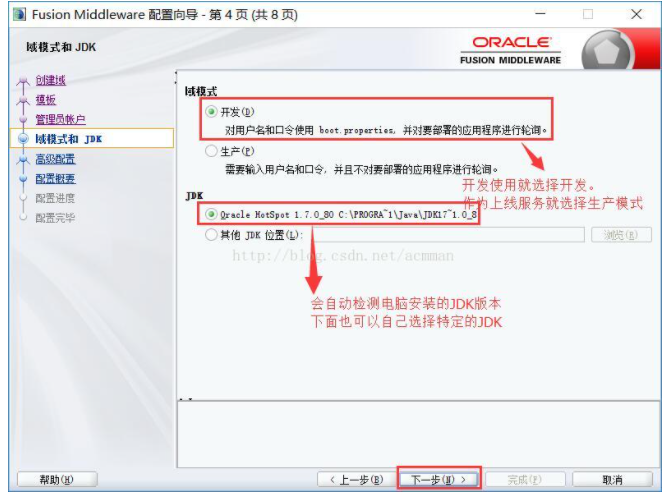 Fusion Middleware 配置向导 - 第 4 页 (共 8 页)
域模式和 JDK
ORACLE
FUSION MIDDLEWARE
创建域
模板
管理员帐户
域模式和 JDK
高级配置
配置概要
配置进度
配置完毕
域模式
开发(D)
对用户名和口令使用 boot.properties, 并对要部署的应用程序进行轮询。
生产(P)
需要输入用户名和口令, 并且不对要部署的应用程序进行轮询。
开发使用就选择开发。
作为上线服务就选择生产模式
JDK
Oracle HotSpot 1.7.0_80 C:\PROGRA~1\Java\JDK17~1.0_8
其他 JDK 位置(L):
浏览(R)
http://blog.csdn.net/acmman
会自动检测电脑安装的JDK版本
下面也可以自己选择特定的JDK
帮助(H)
< 上一步(B)
下一步(N) >
完成(F)
取消